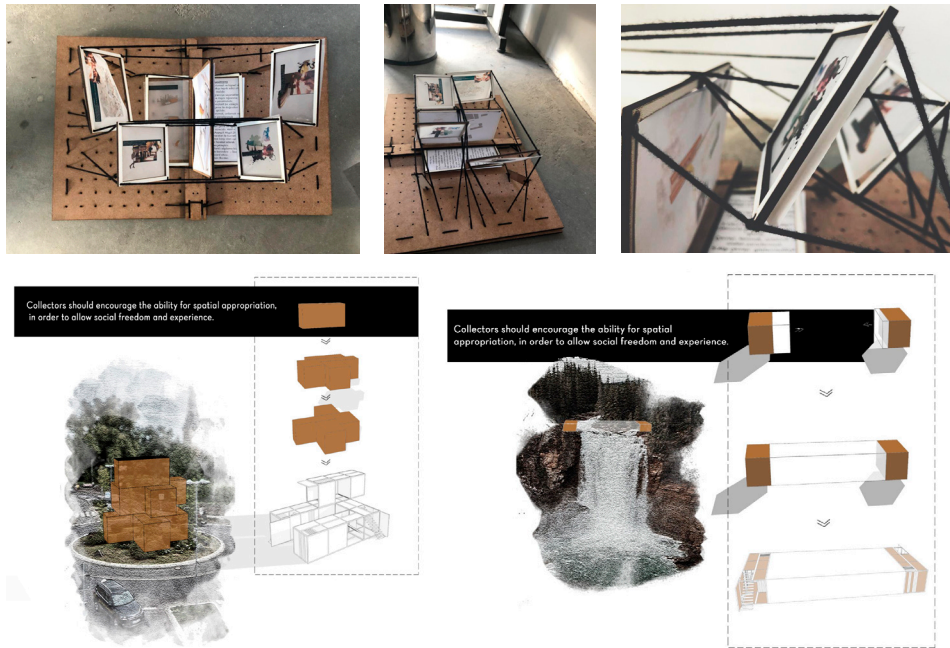 Collectors should encourage the ability for spatial appropriation,
in order to allow social freedom and experience.
Collectors should encourage the ability for spatial
appropriation, in order to allow social freedom and experience.